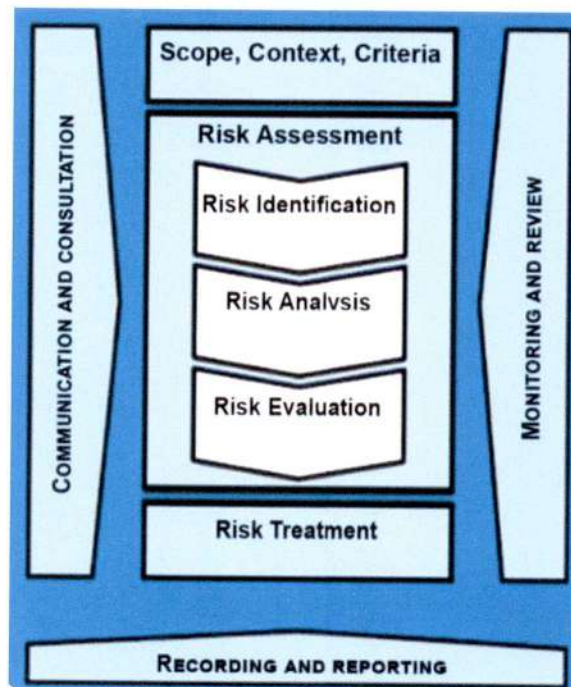 Scope, Context, Criteria
Risk Assessment
Risk Identification
Risk Analvsis
Risk Evaluation
Risk Treatment
COMMUNICATION AND CONSULTATION
MONITORING AND REVIEW
RECORDING AND REPORTING